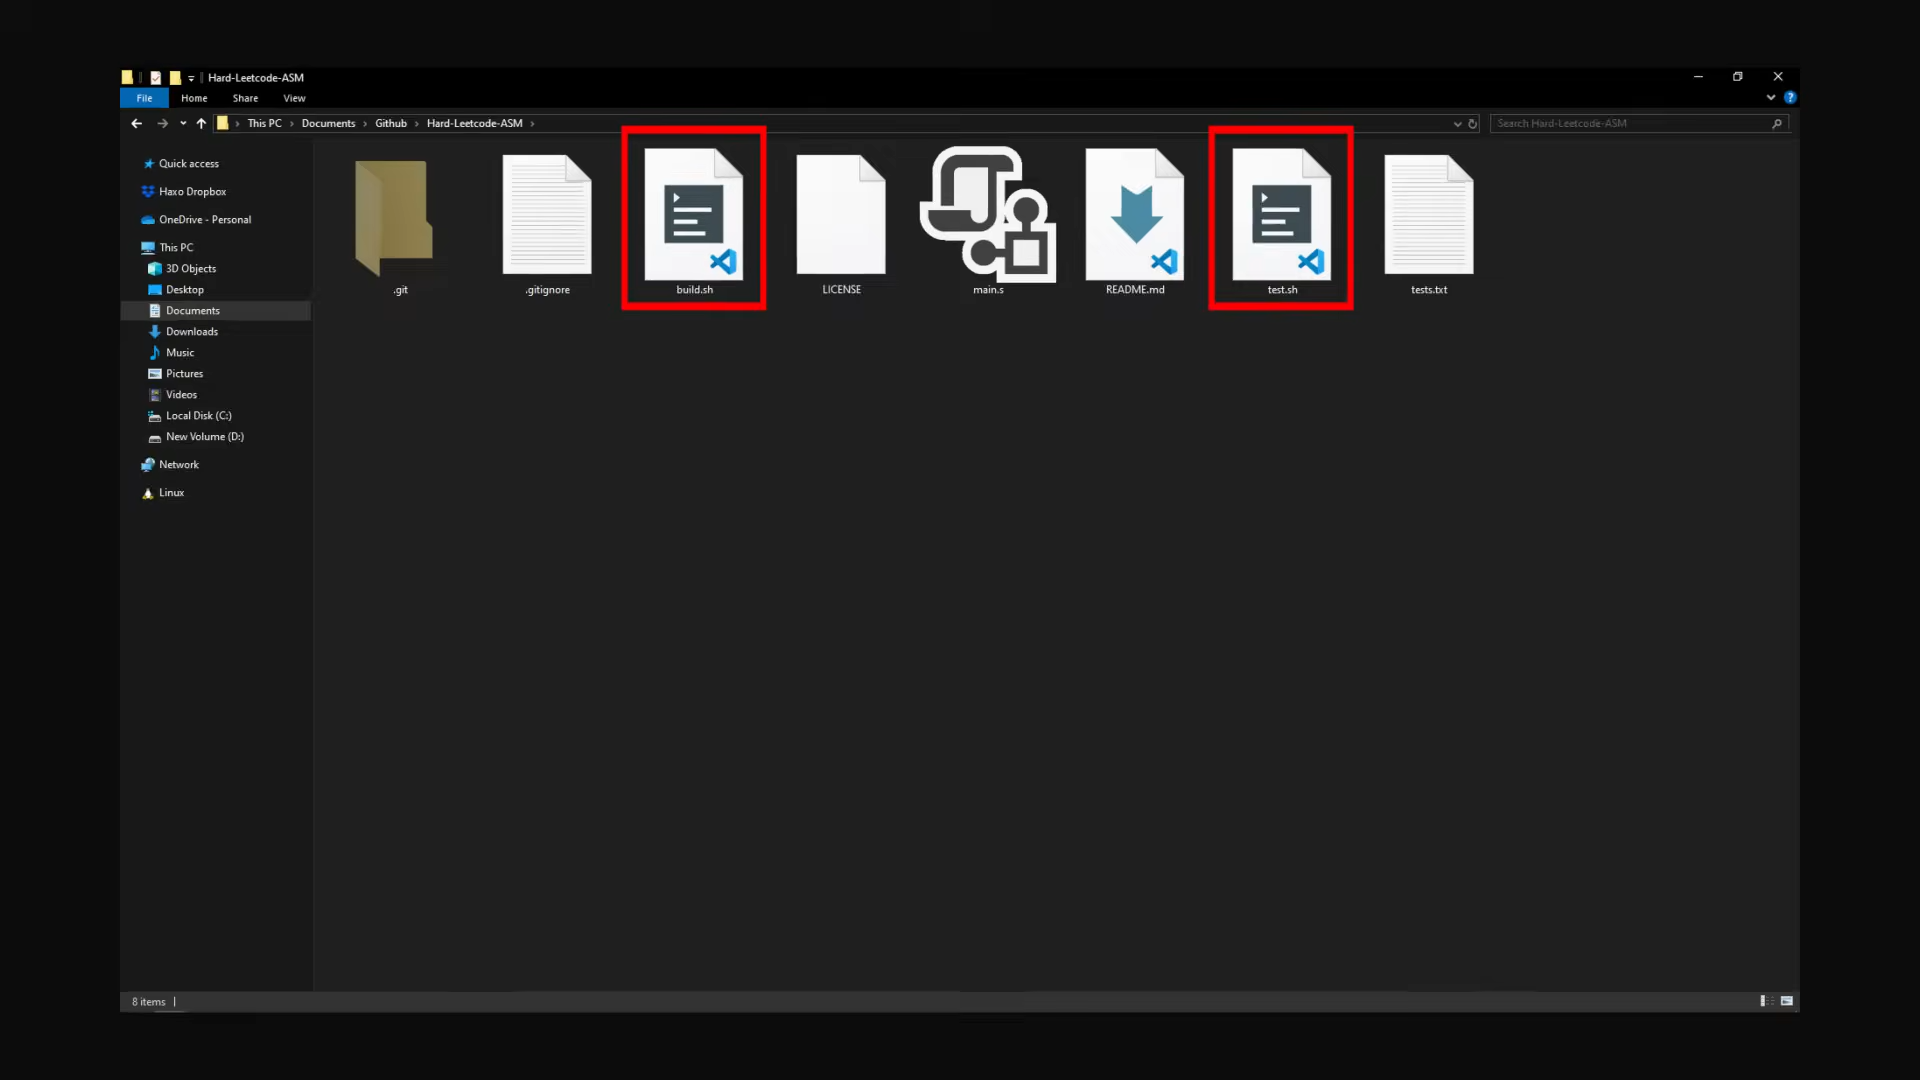 Hard-Leetcode-ASM
File Home Share View
This PC Documents Github Hard-Leetcode-ASM
Search Hard-Leetcode-ASM
Quick access
Haxo Dropbox
OneDrive - Personal
This PC
3D Objects
Desktop
Documents
Downloads
Music
Pictures
Videos
Local Disk (C:)
New Volume (D:)
Network
Linux
.git .gitignore build.sh LICENSE main.s README.md test.sh tests.txt
8 items